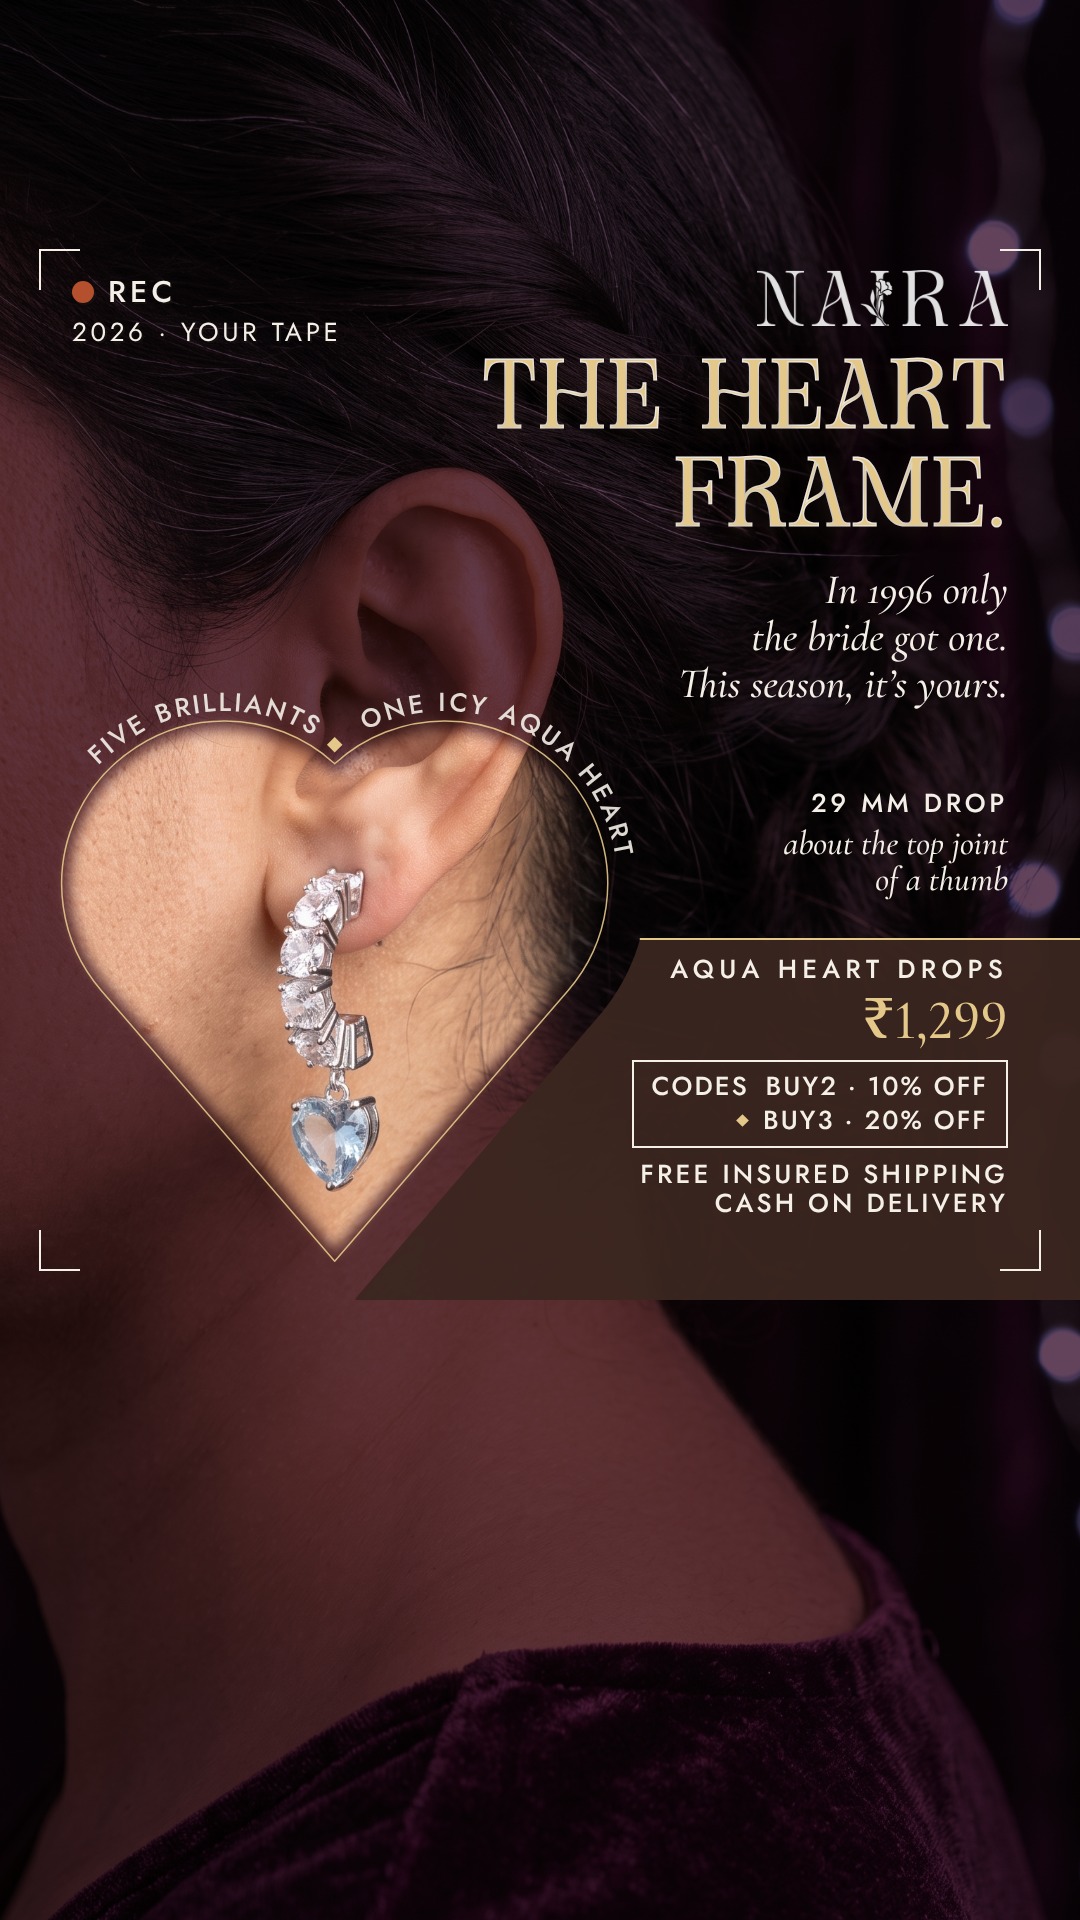 REC
2026 · YOUR TAPE
NAIRA
THE HEART
FRAME.
In 1996 only
the bride got one.
This season, it's yours.
FIVE BRILLIANTS ◆ ONE ICY AQUA HEART
29 MM DROP
about the top joint
of a thumb
AQUA HEART DROPS
₹1,299
CODES BUY2 · 10% OFF
◆ BUY3 · 20% OFF
FREE INSURED SHIPPING
CASH ON DELIVERY